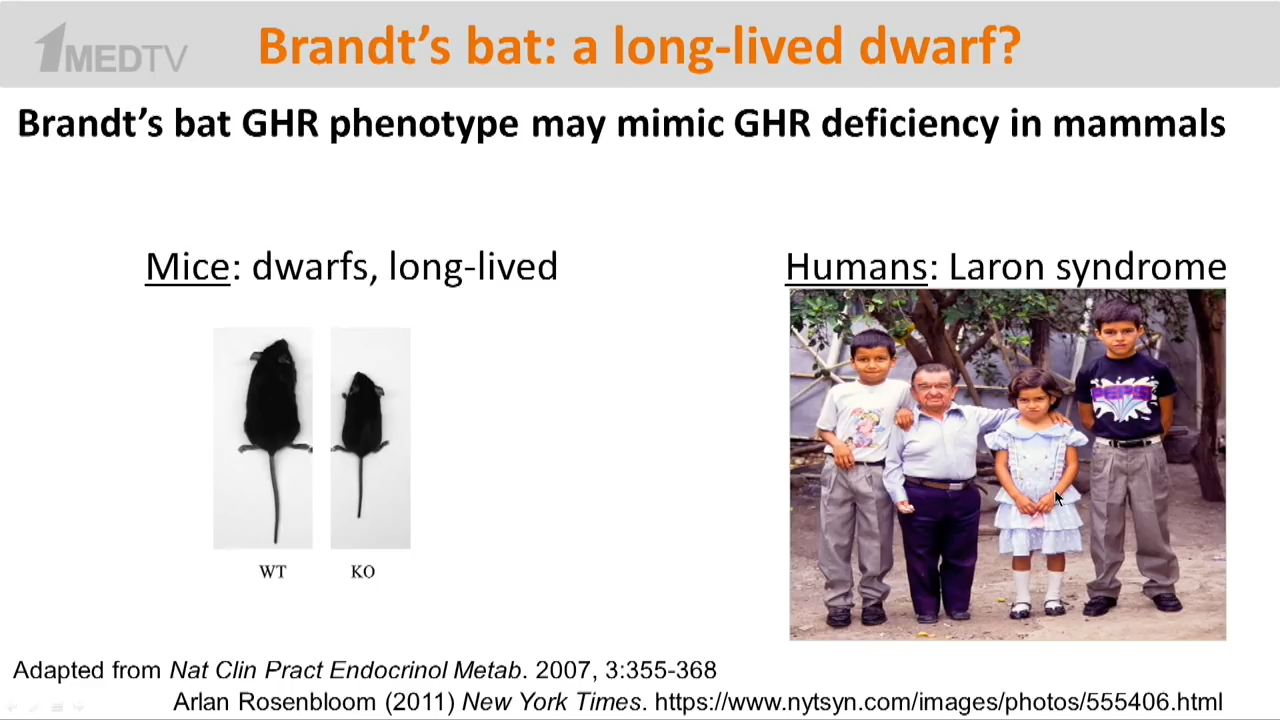 1MEDTV
Brandt's bat: a long-lived dwarf?
Brandt's bat GHR phenotype may mimic GHR deficiency in mammals
Mice: dwarfs, long-lived
Humans: Laron syndrome
PEPSI
WT
KO
Adapted from Nat Clin Pract Endocrinol Metab. 2007, 3:355-368
Arlan Rosenbloom (2011) New York Times. https://www.nytsyn.com/images/photos/555406.html